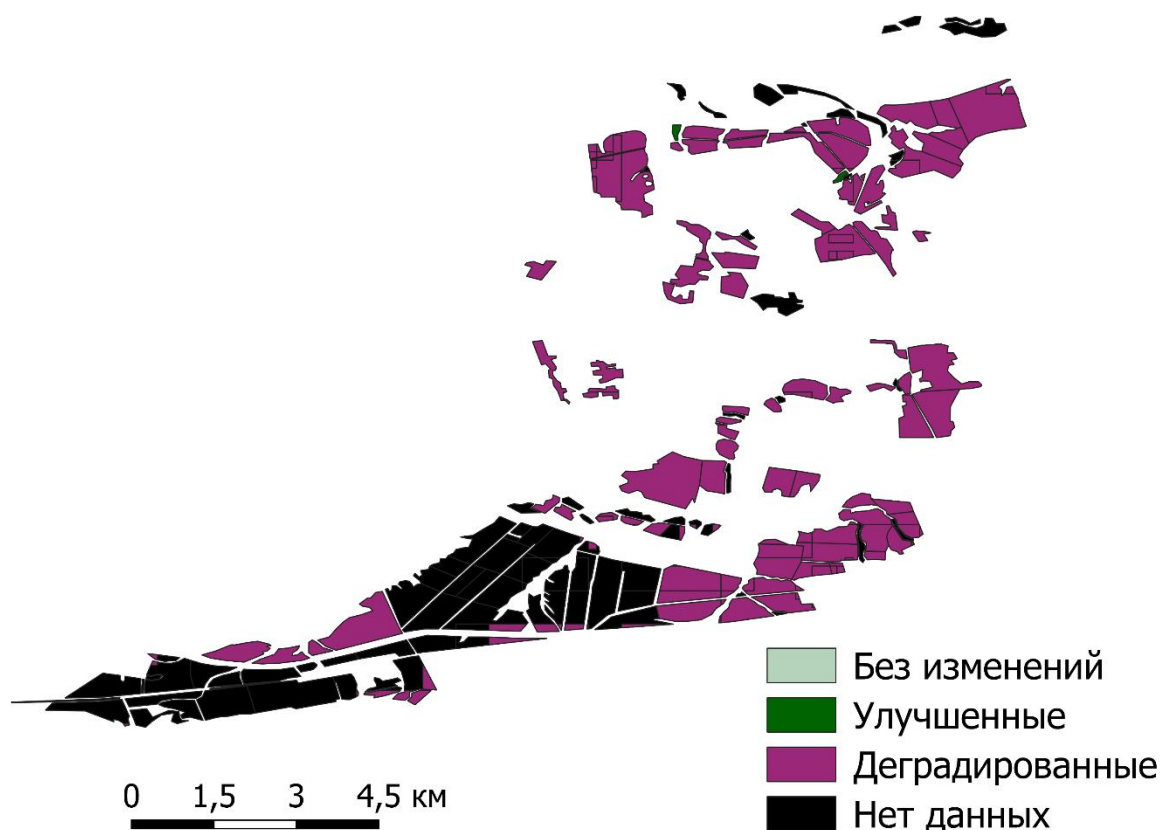 Без изменений
Улучшенные
Деградированные
Нет данных
0 1,5 3 4,5 км